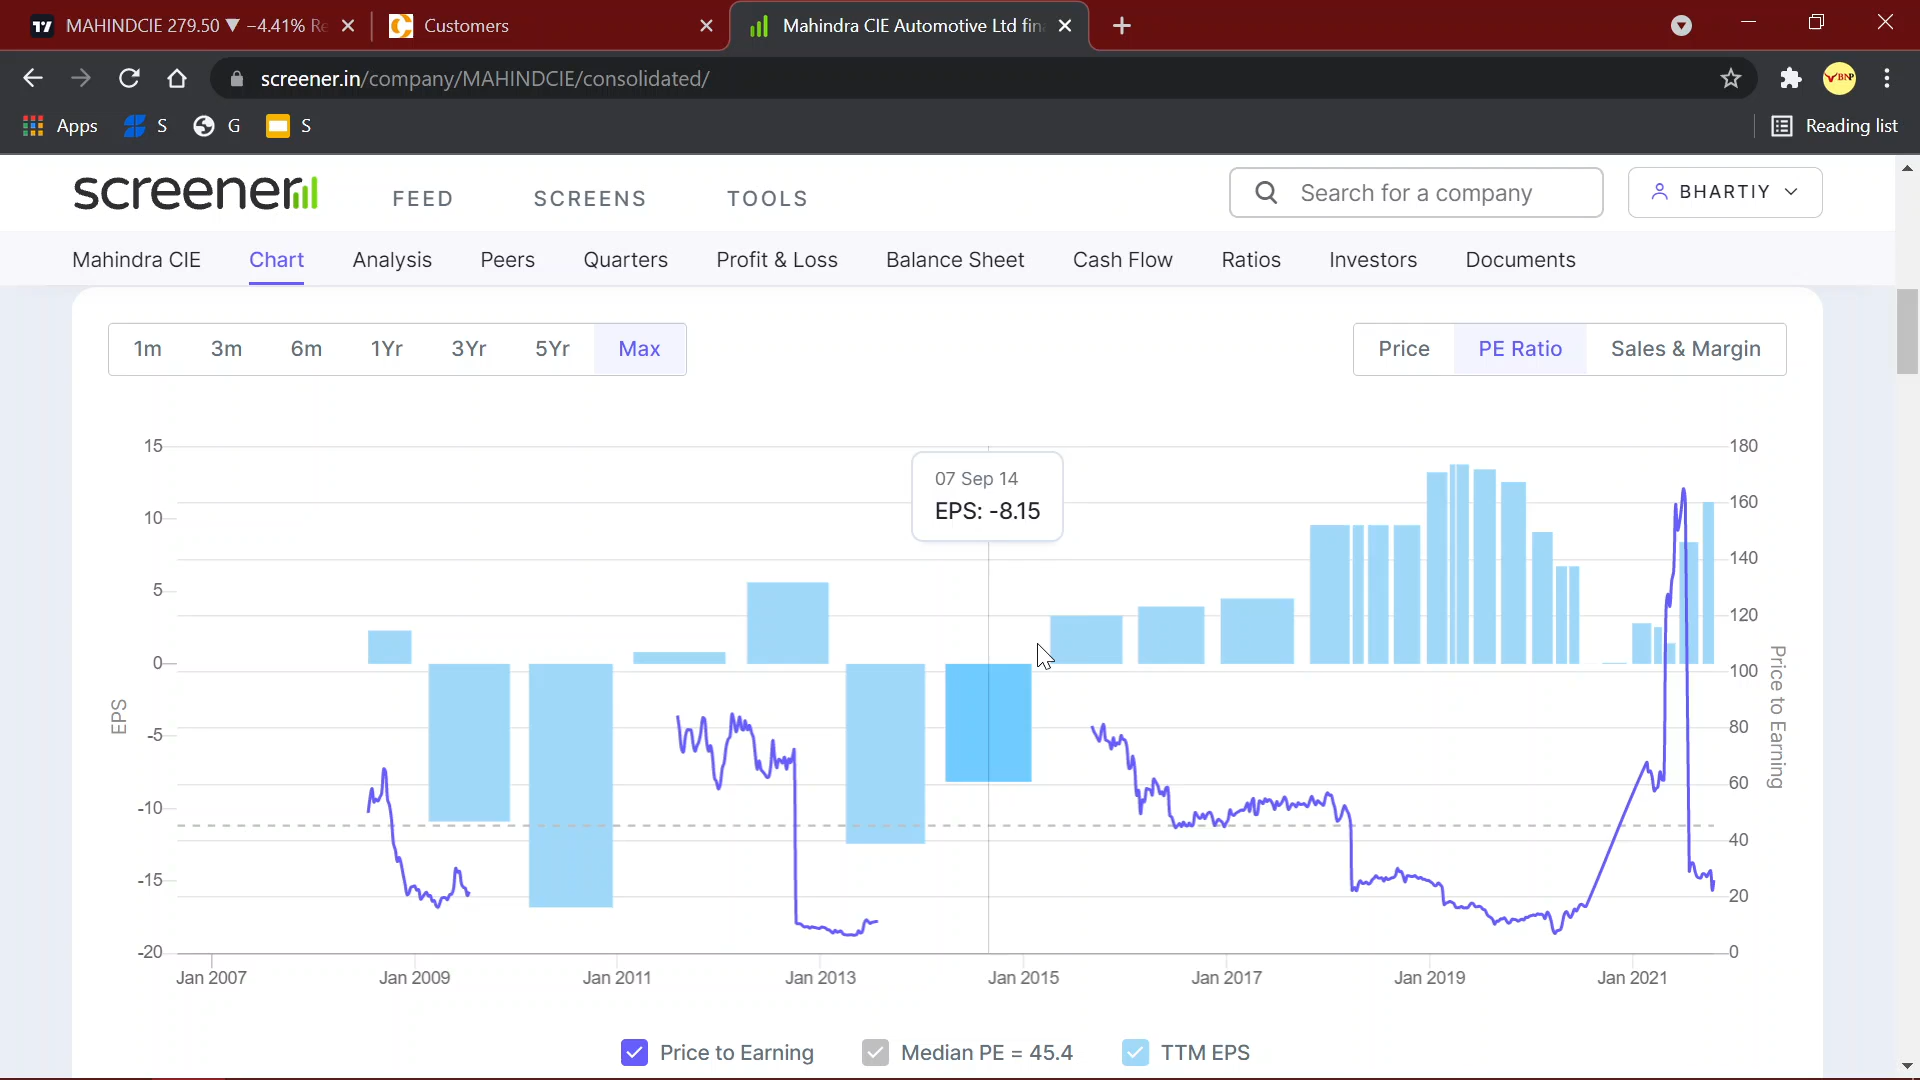 MAHINDCIE 279.50 ▼ −4.41%
Customers
Mahindra CIE Automotive Ltd fin
screener.in/company/MAHINDCIE/consolidated/
Apps S G S Reading list
screener FEED SCREENS TOOLS Search for a company BHARTIY
Mahindra CIE Chart Analysis Peers Quarters Profit & Loss Balance Sheet Cash Flow Ratios Investors Documents
1m 3m 6m 1Yr 3Yr 5Yr Max Price PE Ratio Sales & Margin
15 180
07 Sep 14
10 EPS: -8.15 160
140
5 120
0 100
EPS Price to Earning
-5 80
60
-10 40
-15 20
-20 0
Jan 2007 Jan 2009 Jan 2011 Jan 2013 Jan 2015 Jan 2017 Jan 2019 Jan 2021
Price to Earning Median PE = 45.4 TTM EPS